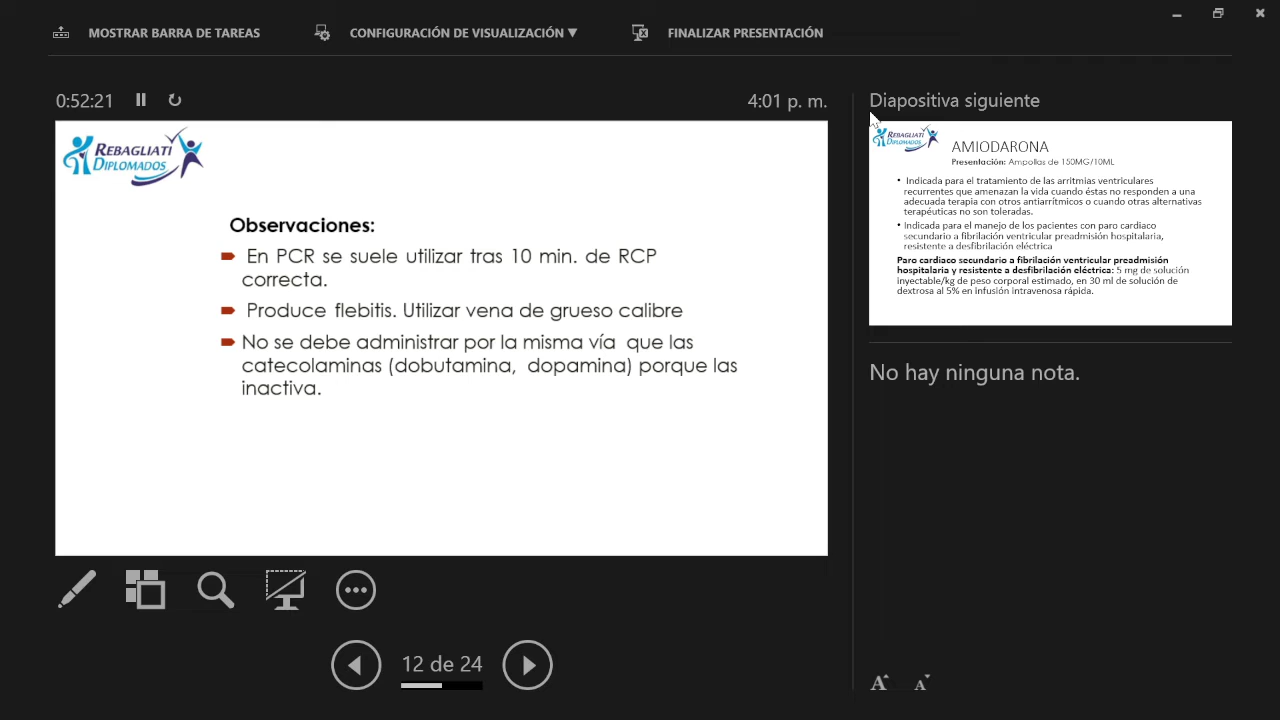 MOSTRAR BARRA DE TAREAS
CONFIGURACIÓN DE VISUALIZACIÓN ▼
FINALIZAR PRESENTACIÓN
0:52:21
4:01 p. m.
REBAGLIATI
DIPLOMADOS
Observaciones:
En PCR se suele utilizar tras 10 min. de RCP
correcta.
Produce flebitis. Utilizar vena de grueso calibre
No se debe administrar por la misma vía que las
catecolaminas (dobutamina, dopamina) porque las
inactiva.
12 de 24
Diapositiva siguiente
REBAGLIATI
DIPLOMADOS
AMIODARONA
Presentación: Ampollas de 150MG/10ML
• Indicada para el tratamiento de las arritmias ventriculares
recurrentes que amenazan la vida cuando éstas no responden a una
adecuada terapia con otros antiarrítmicos o cuando otras alternativas
terapéuticas no son toleradas.
• Indicada para el manejo de los pacientes con paro cardiaco
secundario a fibrilación ventricular preadmisión hospitalaria,
resistente a desfibrilación eléctrica
Paro cardiaco secundario a fibrilación ventricular preadmisión
hospitalaria y resistente a desfibrilación eléctrica: 5 mg de solución
inyectable/kg de peso corporal estimado, en 30 ml de solución de
dextrosa al 5% en infusión intravenosa rápida.
No hay ninguna nota.
A A